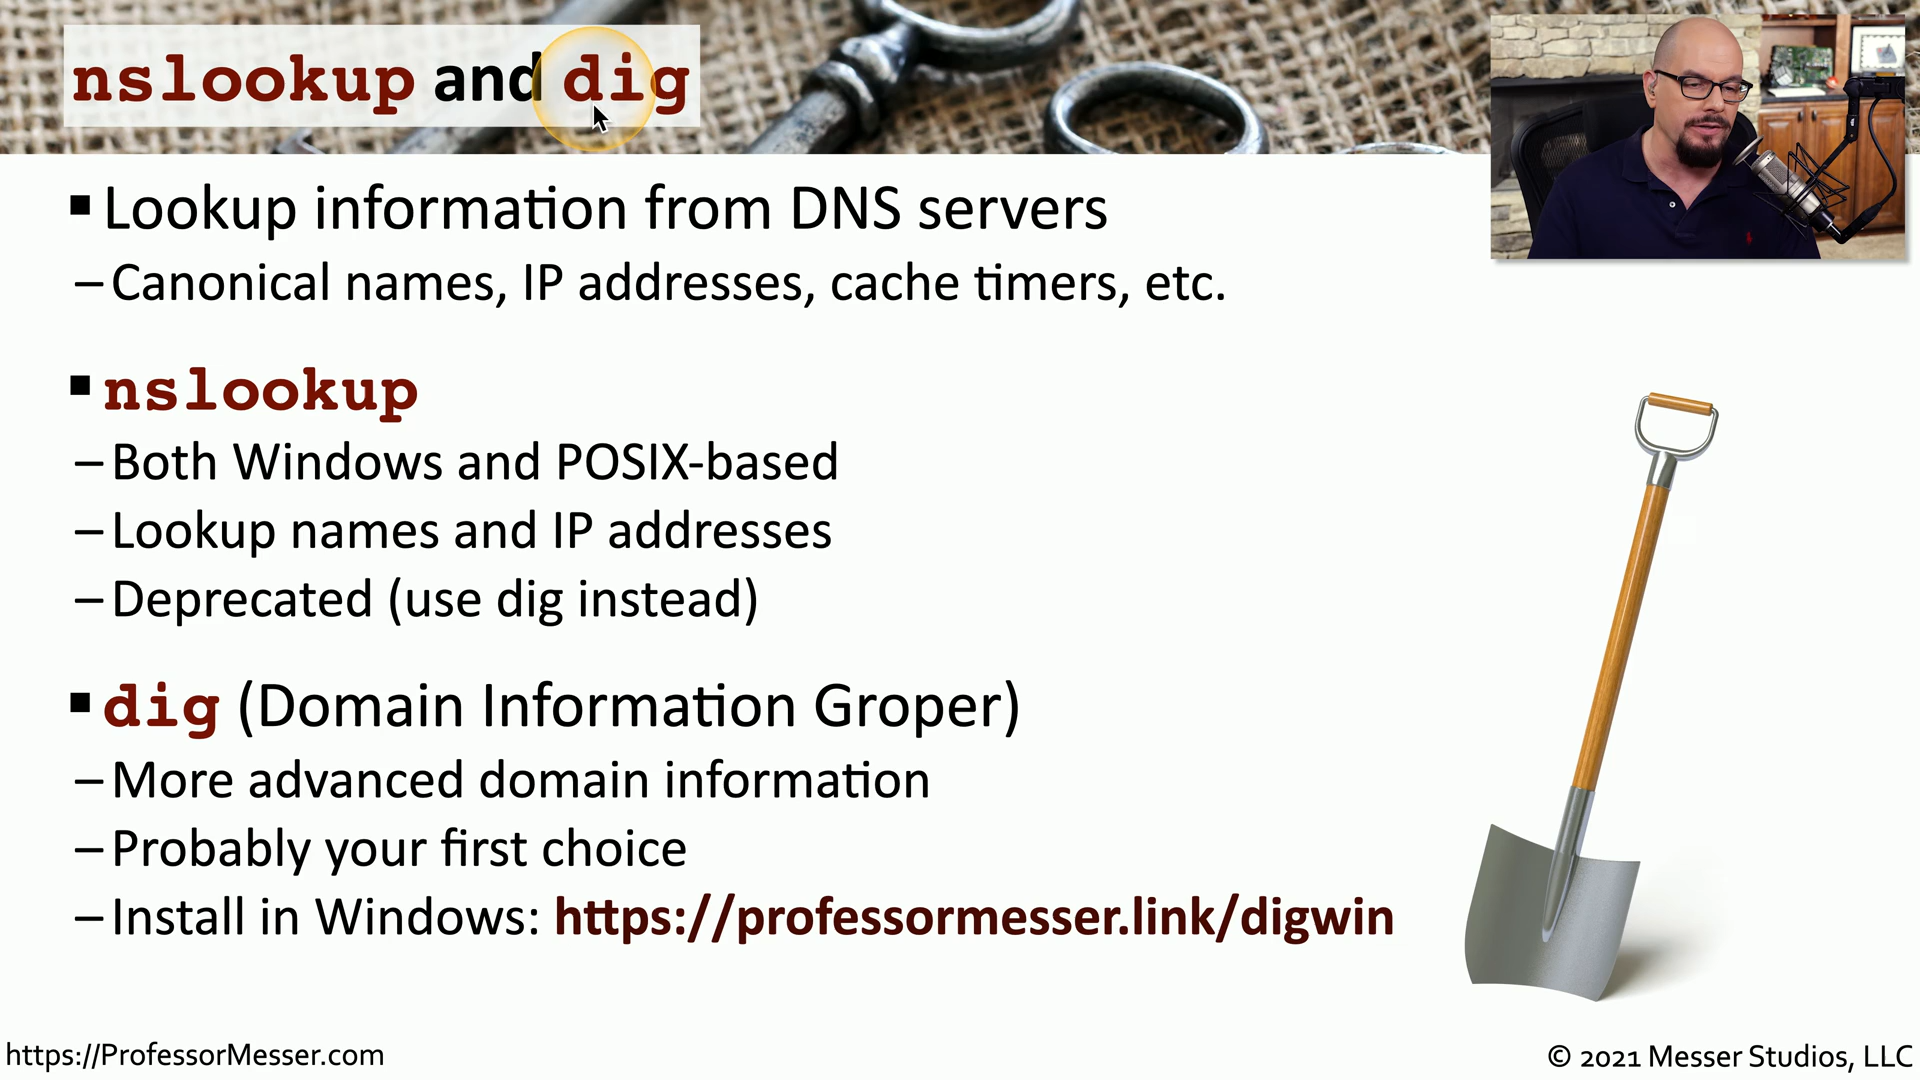 nslookup and dig
▪ Lookup information from DNS servers
– Canonical names, IP addresses, cache timers, etc.
▪ nslookup
– Both Windows and POSIX-based
– Lookup names and IP addresses
– Deprecated (use dig instead)
▪ dig (Domain Information Groper)
– More advanced domain information
– Probably your first choice
– Install in Windows: https://professormesser.link/digwin
https://ProfessorMesser.com
© 2021 Messer Studios, LLC